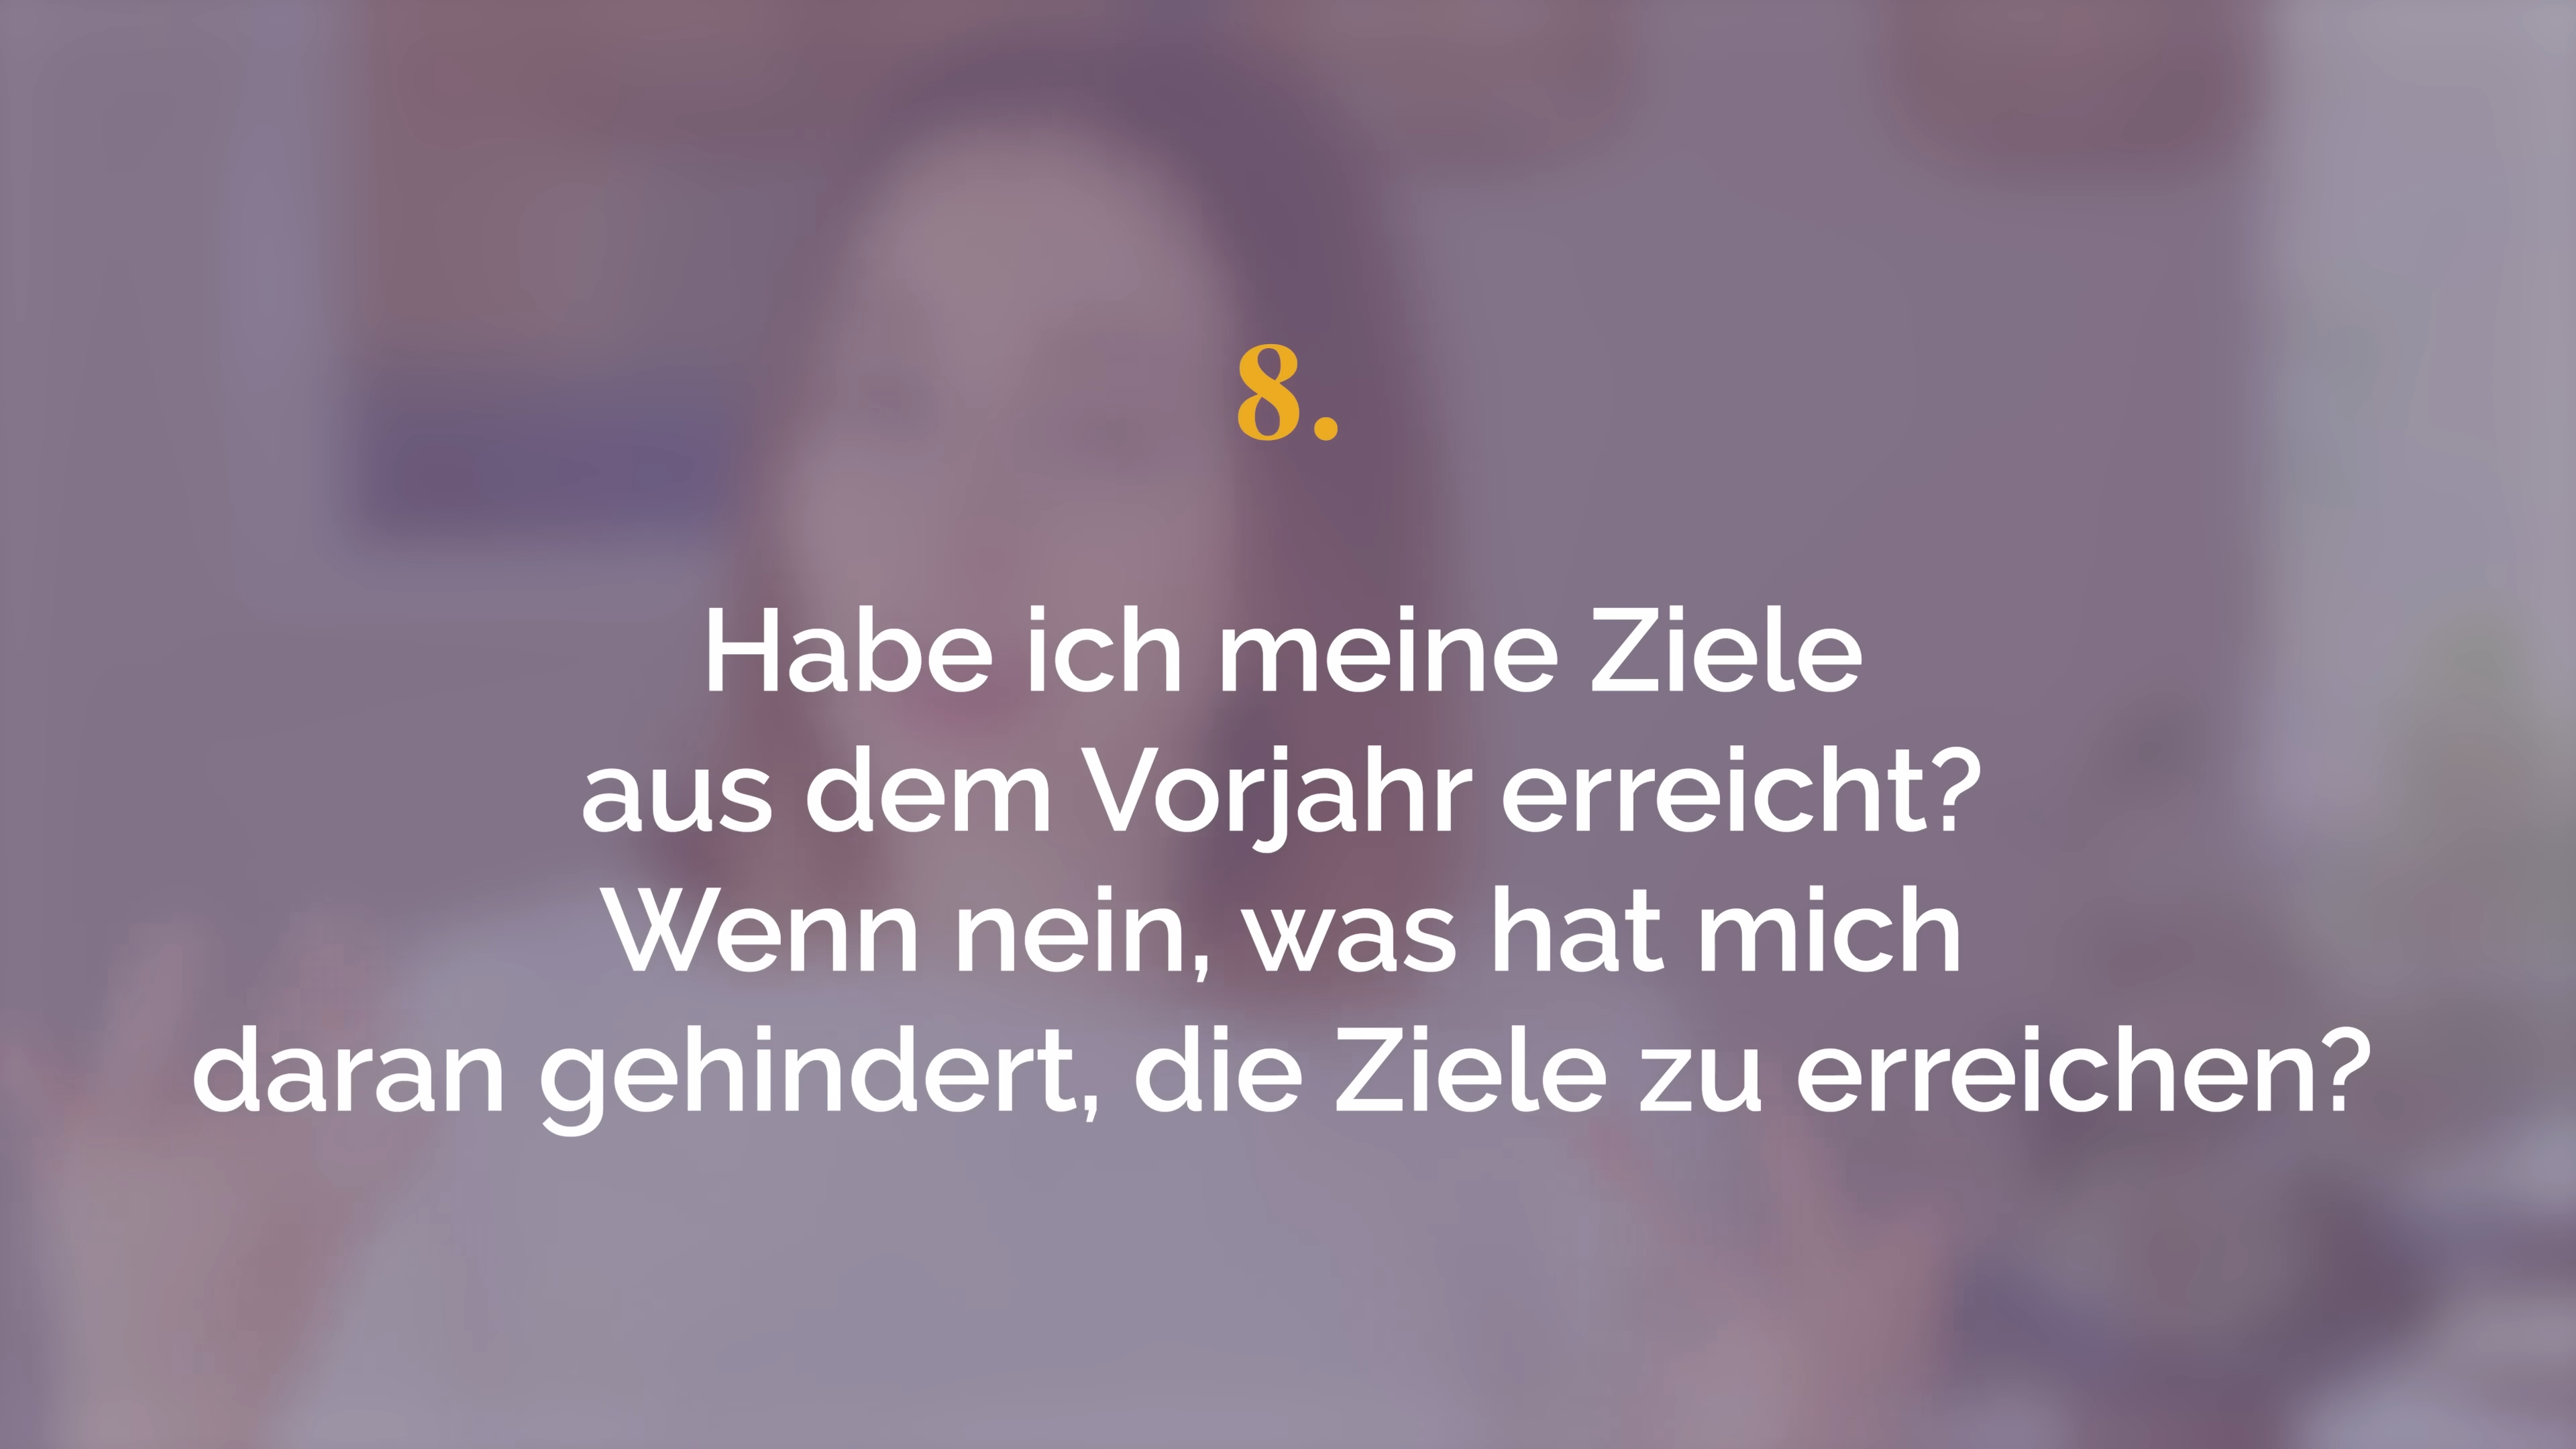 8.
Habe ich meine Ziele
aus dem Vorjahr erreicht?
Wenn nein, was hat mich
daran gehindert, die Ziele zu erreichen?